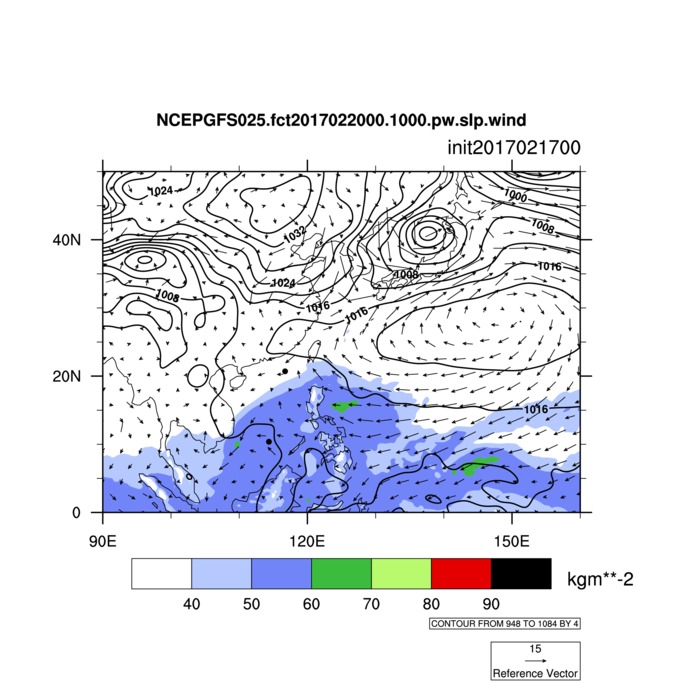 NCEPGFS025.fct2017022000.1000.pw.slp.wind
init2017021700
1024
1000
1032
1008
40N
1016
1008
1024
1008
1016
1016
20N
1016
0
90E 120E 150E
kgm**-2
40 50 60 70 80 90
CONTOUR FROM 948 TO 1084 BY 4
15
Reference Vector